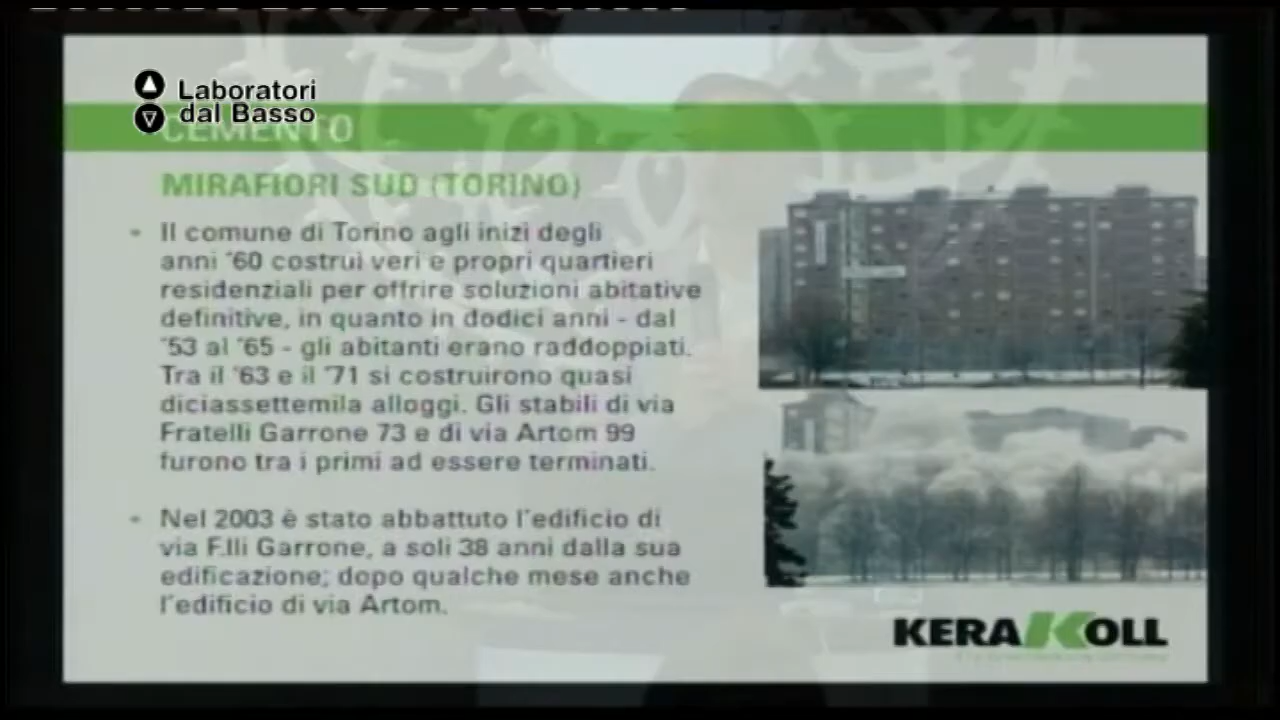 Laboratori
dal Basso
CEMENTO
MIRAFIORI SUD (TORINO)
• Il comune di Torino agli inizi degli
anni '60 costruì veri e propri quartieri
residenziali per offrire soluzioni abitative
definitive, in quanto in dodici anni - dal
'53 al '65 - gli abitanti erano raddoppiati.
Tra il '63 e il '71 si costruirono quasi
diciassettemila alloggi. Gli stabili di via
Fratelli Garrone 73 e di via Artom 99
furono tra i primi ad essere terminati.
• Nel 2003 è stato abbattuto l'edificio di
via F.lli Garrone, a soli 38 anni dalla sua
edificazione; dopo qualche mese anche
l'edificio di via Artom.
KERAKOLL